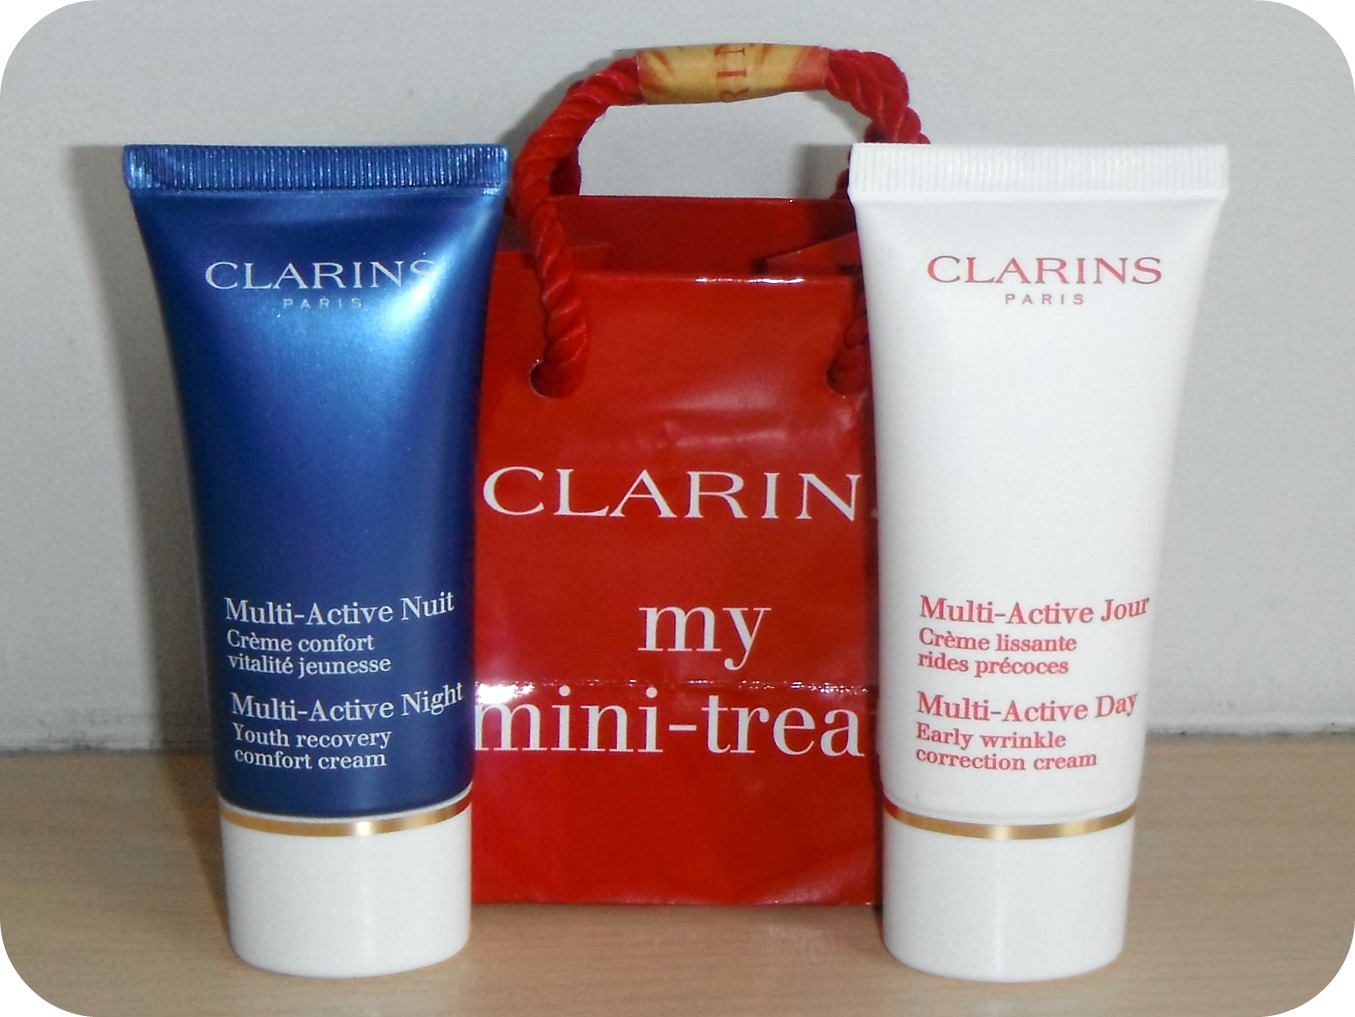 CLARINS
PARIS
Multi-Active Nuit
Crème confort
vitalité jeunesse
Multi-Active Night
Youth recovery
comfort cream
RIT
CLARIN
my
mini-trea
CLARINS
PARIS
Multi-Active Jour
Crème lissante
rides précoces
Multi-Active Day
Early wrinkle
correction cream